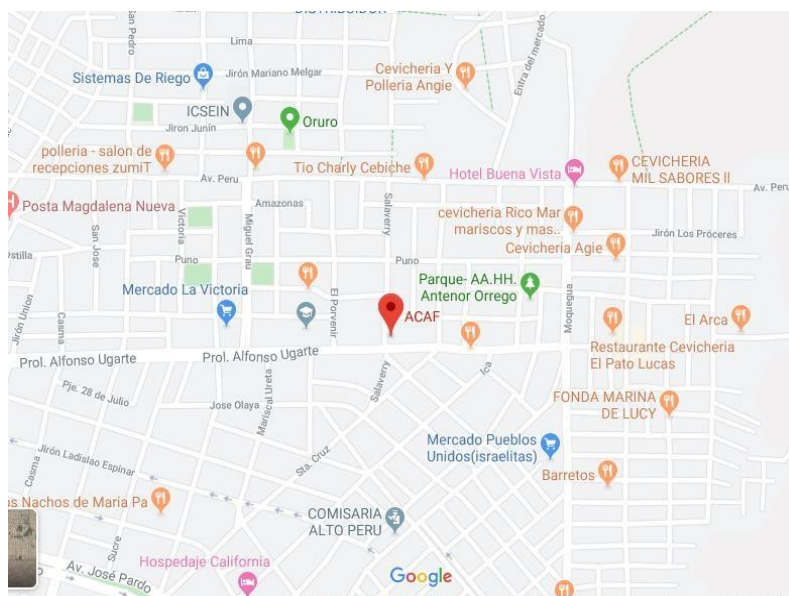 San Pedro
Lima
Sistemas De Riego
Jirón Mariano Melgar
Cevicheria Y
Polleria Angie
Entra del mercado
ICSEIN
Jiron Junin
Oruro
polleria - salon de
recepciones zumiT
Tio Charly Cebiche
Hotel Buena Vista
CEVICHERIA
MIL SABORES II
Av. Peru
Av. Peru
Posta Magdalena Nueva
Victoria
Amazonas
Salaverry
cevicheria Rico Mar
mariscos y mas..
Jirón Los Próceres
San Jose
Miguel Grau
Cevicheria Agie
Puno
Puno
Mercado La Victoria
El Porvenir
Parque- AA.HH.
Antenor Orrego
Moquegua
Jirón Union
Casma
ACAF
El Arca
Prol. Alfonso Ugarte
Prol. Alfonso Ugarte
Restaurante Cevicheria
El Pato Lucas
Pje. 28 de Julio
Jose Olaya
Mariscal Ureta
Salaverry
Ica
FONDA MARINA
DE LUCY
Jirón Ladislao Espinar
Casma
Sta. Cruz
Mercado Pueblos
Unidos(israelitas)
Barretos
os Nachos de Maria Pa
Sucre
COMISARIA
ALTO PERU
Av. José Pardo
Hospedaje California
Google